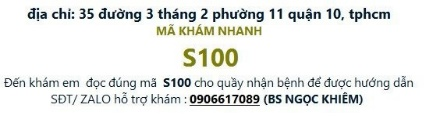 địa chỉ: 35 đường 3 tháng 2 phường 11 quận 10, tphcm
MÃ KHÁM NHANH
S100
Đến khám em đọc đúng mã S100 cho quầy nhận bệnh để được hướng dẫn
SĐT/ ZALO hỗ trợ khám : 0906617089 (BS NGỌC KHIÊM)